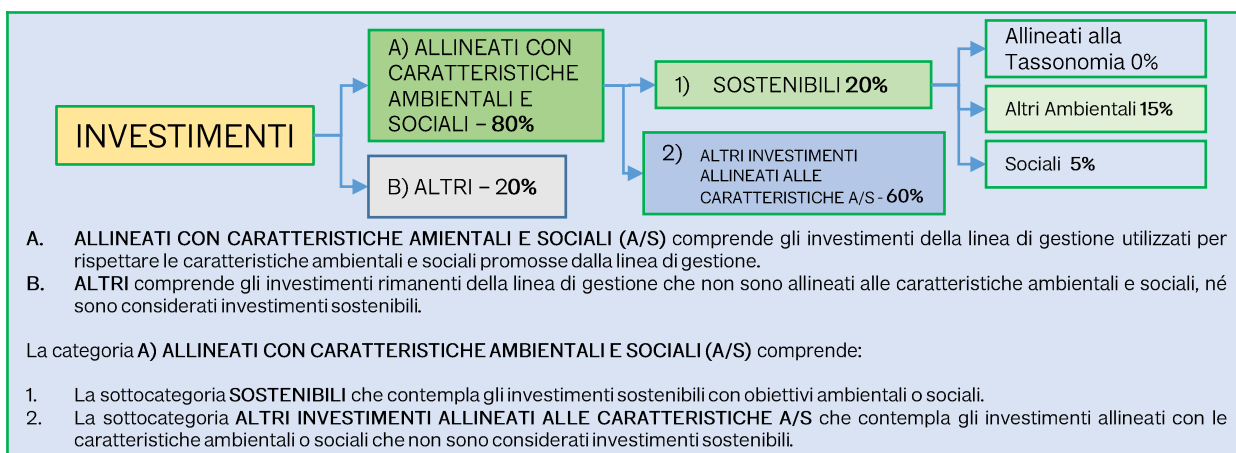 INVESTIMENTI
A) ALLINEATI CON
CARATTERISTICHE
AMBIENTALI E
SOCIALI – 80%
B) ALTRI – 20%
1) SOSTENIBILI 20%
2) ALTRI INVESTIMENTI
ALLINEATI ALLE
CARATTERISTICHE A/S - 60%
Allineati alla
Tassonomia 0%
Altri Ambientali 15%
Sociali 5%
A. ALLINEATI CON CARATTERISTICHE AMIENTALI E SOCIALI (A/S) comprende gli investimenti della linea di gestione utilizzati per
rispettare le caratteristiche ambientali e sociali promosse dalla linea di gestione.
B. ALTRI comprende gli investimenti rimanenti della linea di gestione che non sono allineati alle caratteristiche ambientali e sociali, né
sono considerati investimenti sostenibili.
La categoria A) ALLINEATI CON CARATTERISTICHE AMBIENTALI E SOCIALI (A/S) comprende:
1. La sottocategoria SOSTENIBILI che contempla gli investimenti sostenibili con obiettivi ambientali o sociali.
2. La sottocategoria ALTRI INVESTIMENTI ALLINEATI ALLE CARATTERISTICHE A/S che contempla gli investimenti allineati con le
caratteristiche ambientali o sociali che non sono considerati investimenti sostenibili.